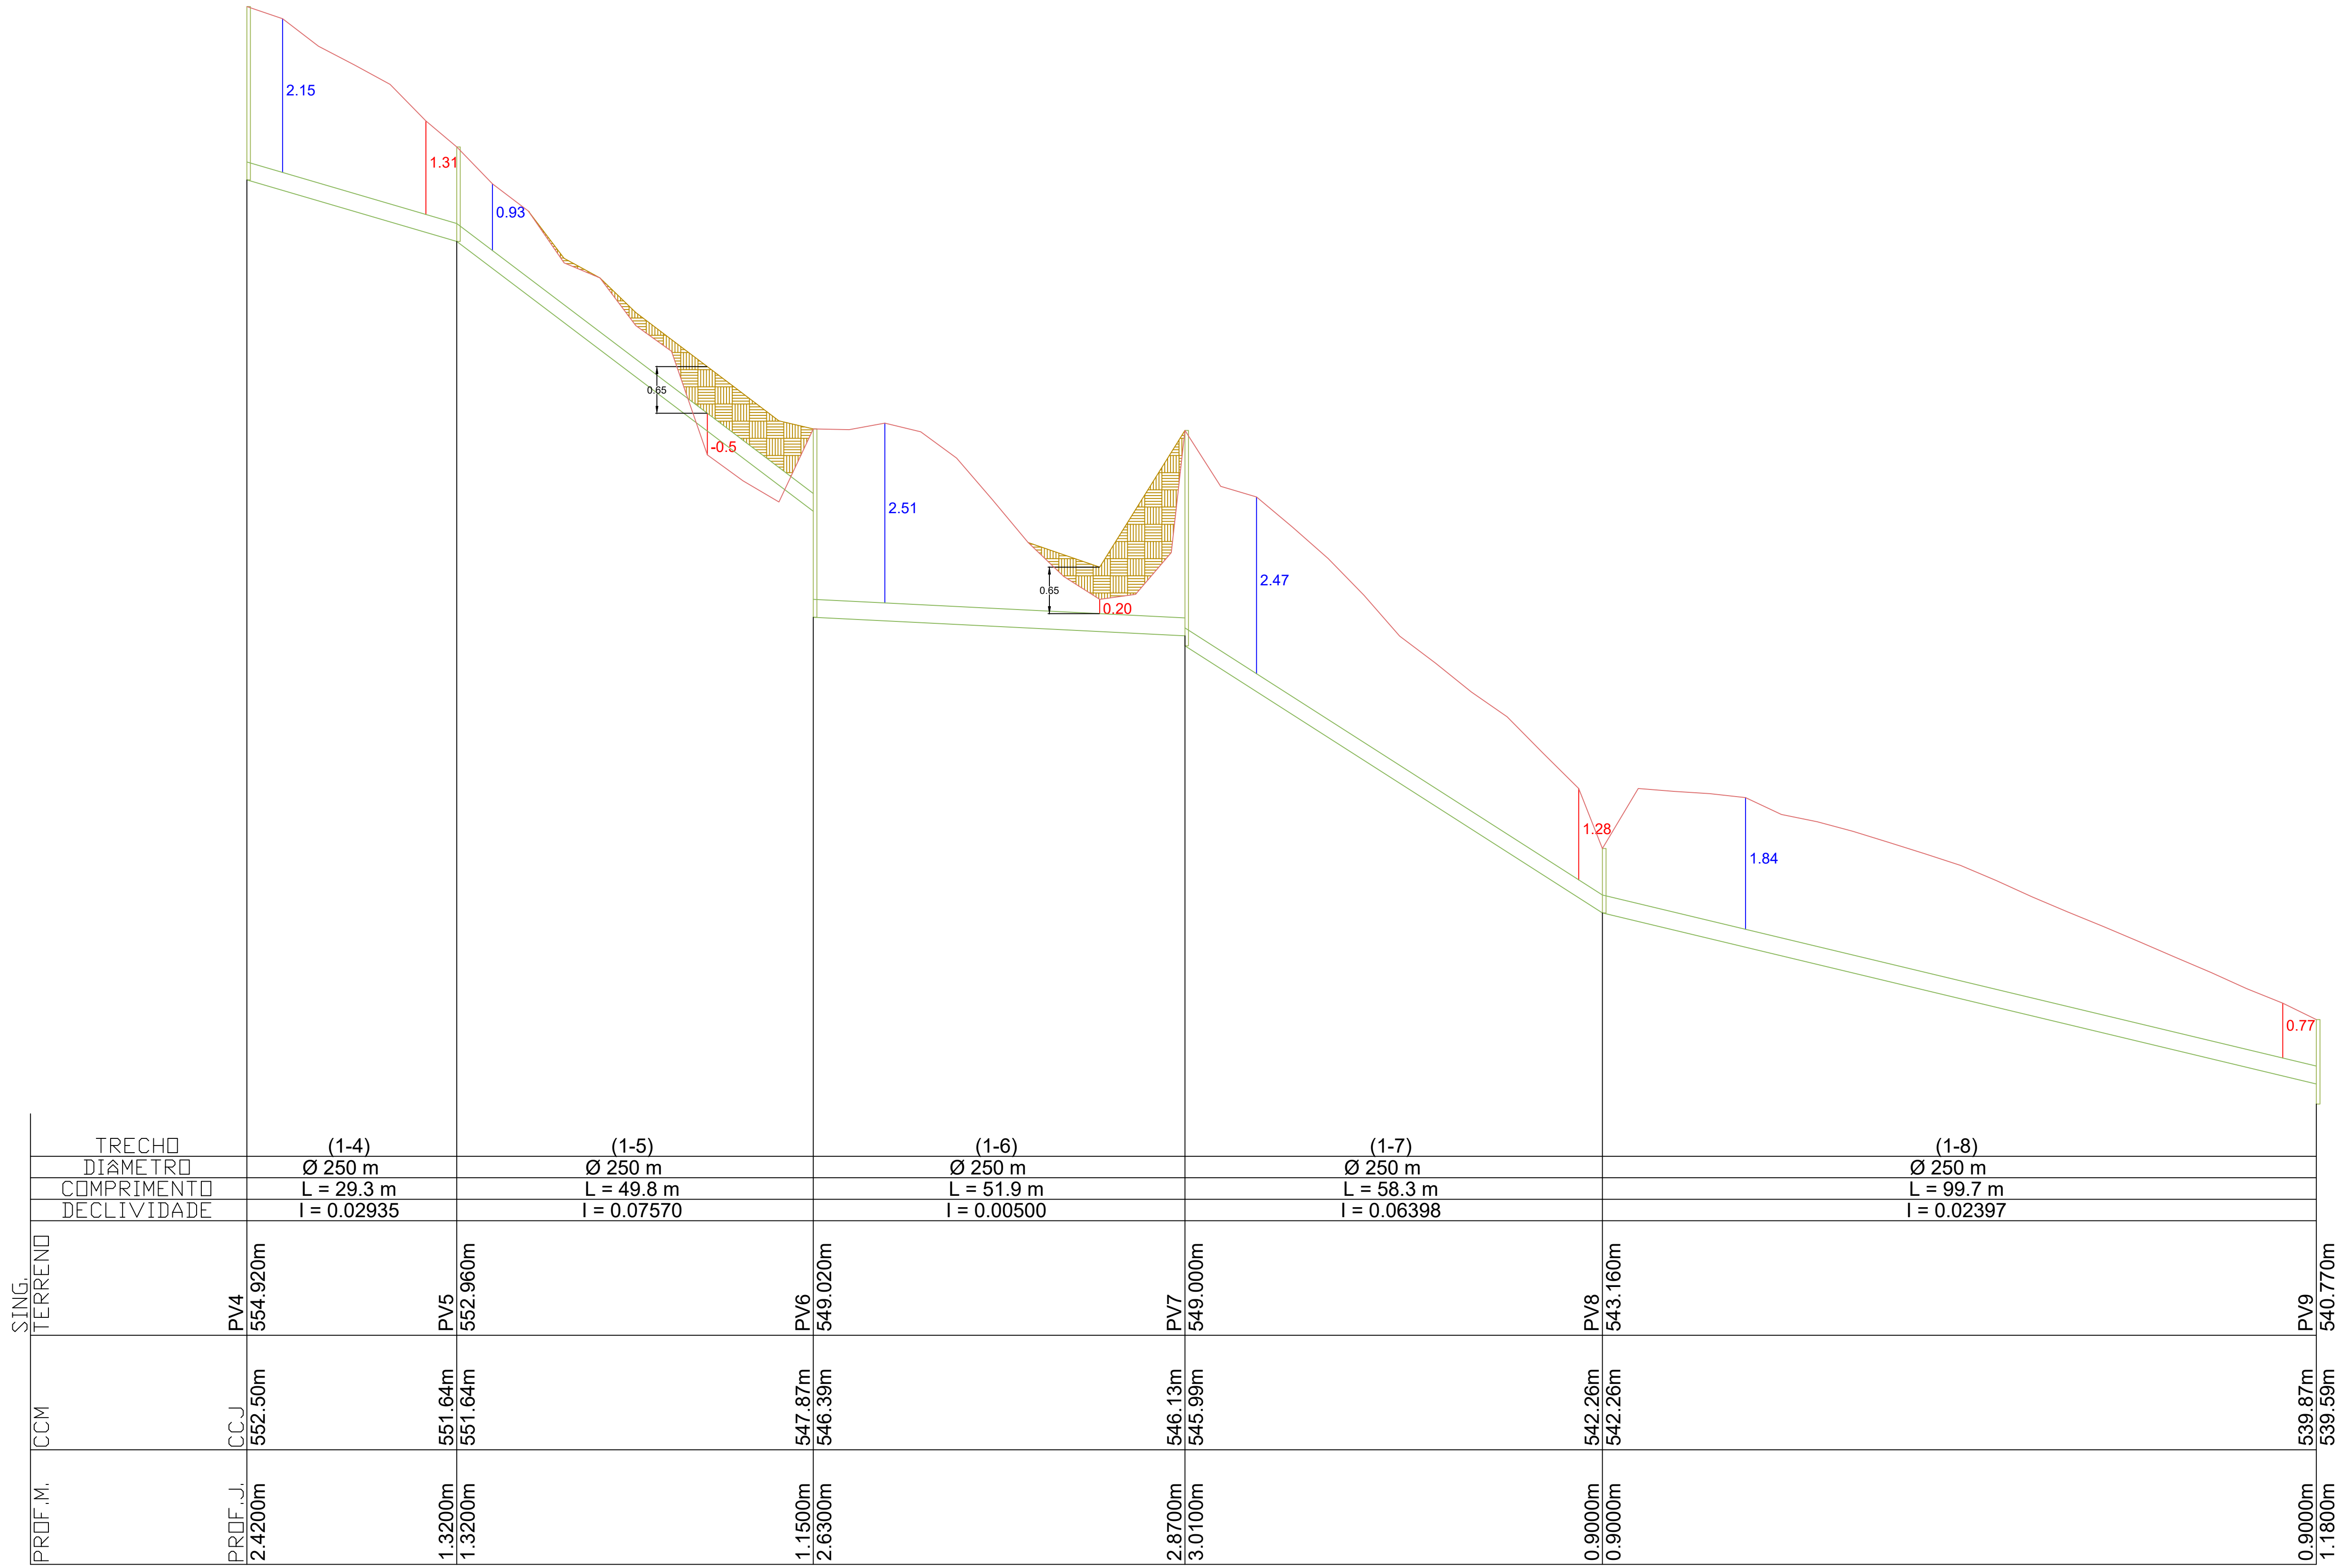 2.15
1.31
0.93
0.65
-0.5
2.51
0.65
0.20
2.47
1.28
1.84
0.77
TRECHO (1-4) (1-5) (1-6) (1-7) (1-8)
DIÂMETRO Ø 250 m Ø 250 m Ø 250 m Ø 250 m Ø 250 m
COMPRIMENTO L = 29.3 m L = 49.8 m L = 51.9 m L = 58.3 m L = 99.7 m
DECLIVIDADE I = 0.02935 I = 0.07570 I = 0.00500 I = 0.06398 I = 0.02397
SING.
TERRENO
PV4
554.920m
PV5
552.960m
PV6
549.020m
PV7
549.000m
PV8
543.160m
PV9
540.770m
CCM
CCJ
552.50m
551.64m
551.64m
547.87m
546.39m
546.13m
545.99m
542.26m
542.26m
539.87m
539.59m
PROF.M.
PROF.J.
2.4200m
1.3200m
1.3200m
1.1500m
2.6300m
2.8700m
3.0100m
0.9000m
0.9000m
0.9000m
1.1800m